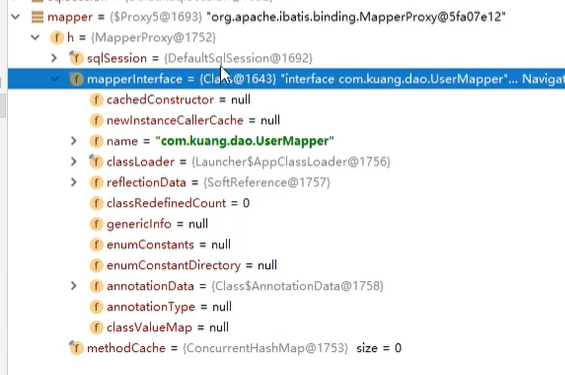 mapper = {$Proxy5@1693} "org.apache.ibatis.binding.MapperProxy@5fa07e12"
h = {MapperProxy@1752}
sqlSession = {DefaultSqlSession@1692}
mapperInterface = {Class@1643} "interface com.kuang.dao.UserMapper"... Navigat
cachedConstructor = null
newInstanceCallerCache = null
name = "com.kuang.dao.UserMapper"
classLoader = {Launcher$AppClassLoader@1756}
reflectionData = {SoftReference@1757}
classRedefinedCount = 0
genericInfo = null
enumConstants = null
enumConstantDirectory = null
annotationData = {Class$AnnotationData@1758}
annotationType = null
classValueMap = null
methodCache = {ConcurrentHashMap@1753} size = 0